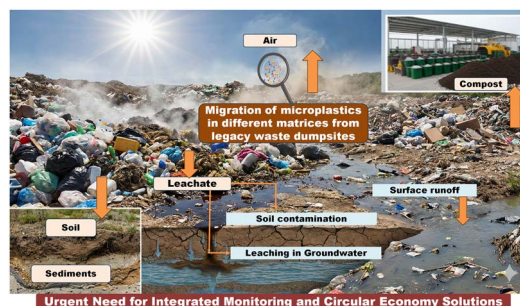 Air
Compost
Migration of microplastics
in different matrices from
legacy waste dumpsites
Leachate
Surface runoff
Soil contamination
Soil
Leaching in Groundwater
Sediments
Urgent Need for Integrated Monitoring and Circular Economy Solutions